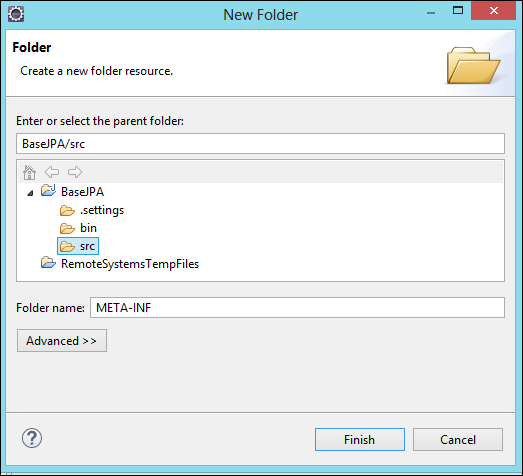 New Folder
Folder
Create a new folder resource.
Enter or select the parent folder:
BaseJPA/src
BaseJPA
.settings
bin
src
RemoteSystemsTempFiles
Folder name: META-INF
Advanced >>
? Finish Cancel